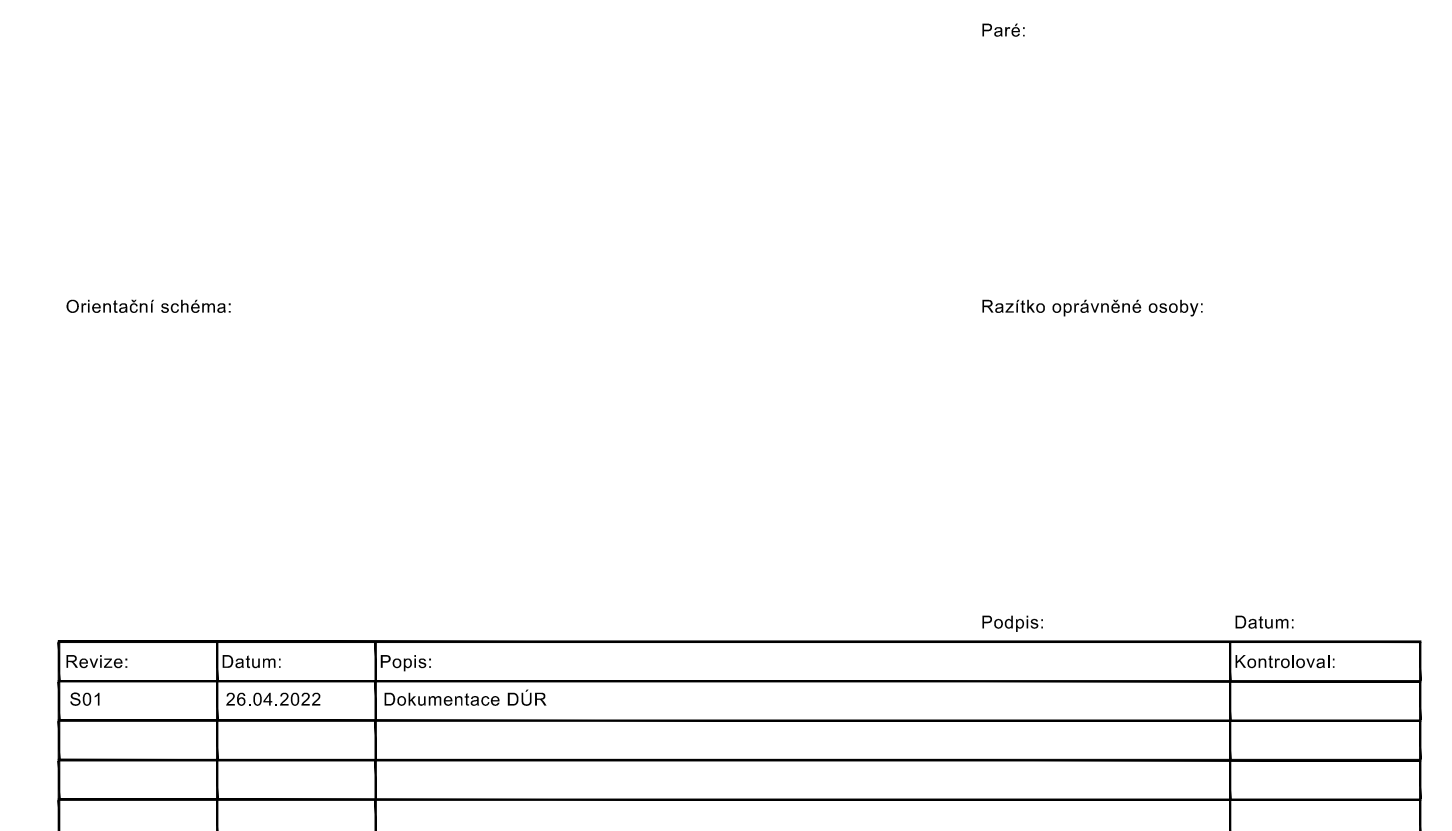 Paré:
Orientační schéma: Razítko oprávněné osoby:
Podpis: Datum:
Revize: Datum: Popis: Kontroloval:
S01 26.04.2022 Dokumentace DÚR